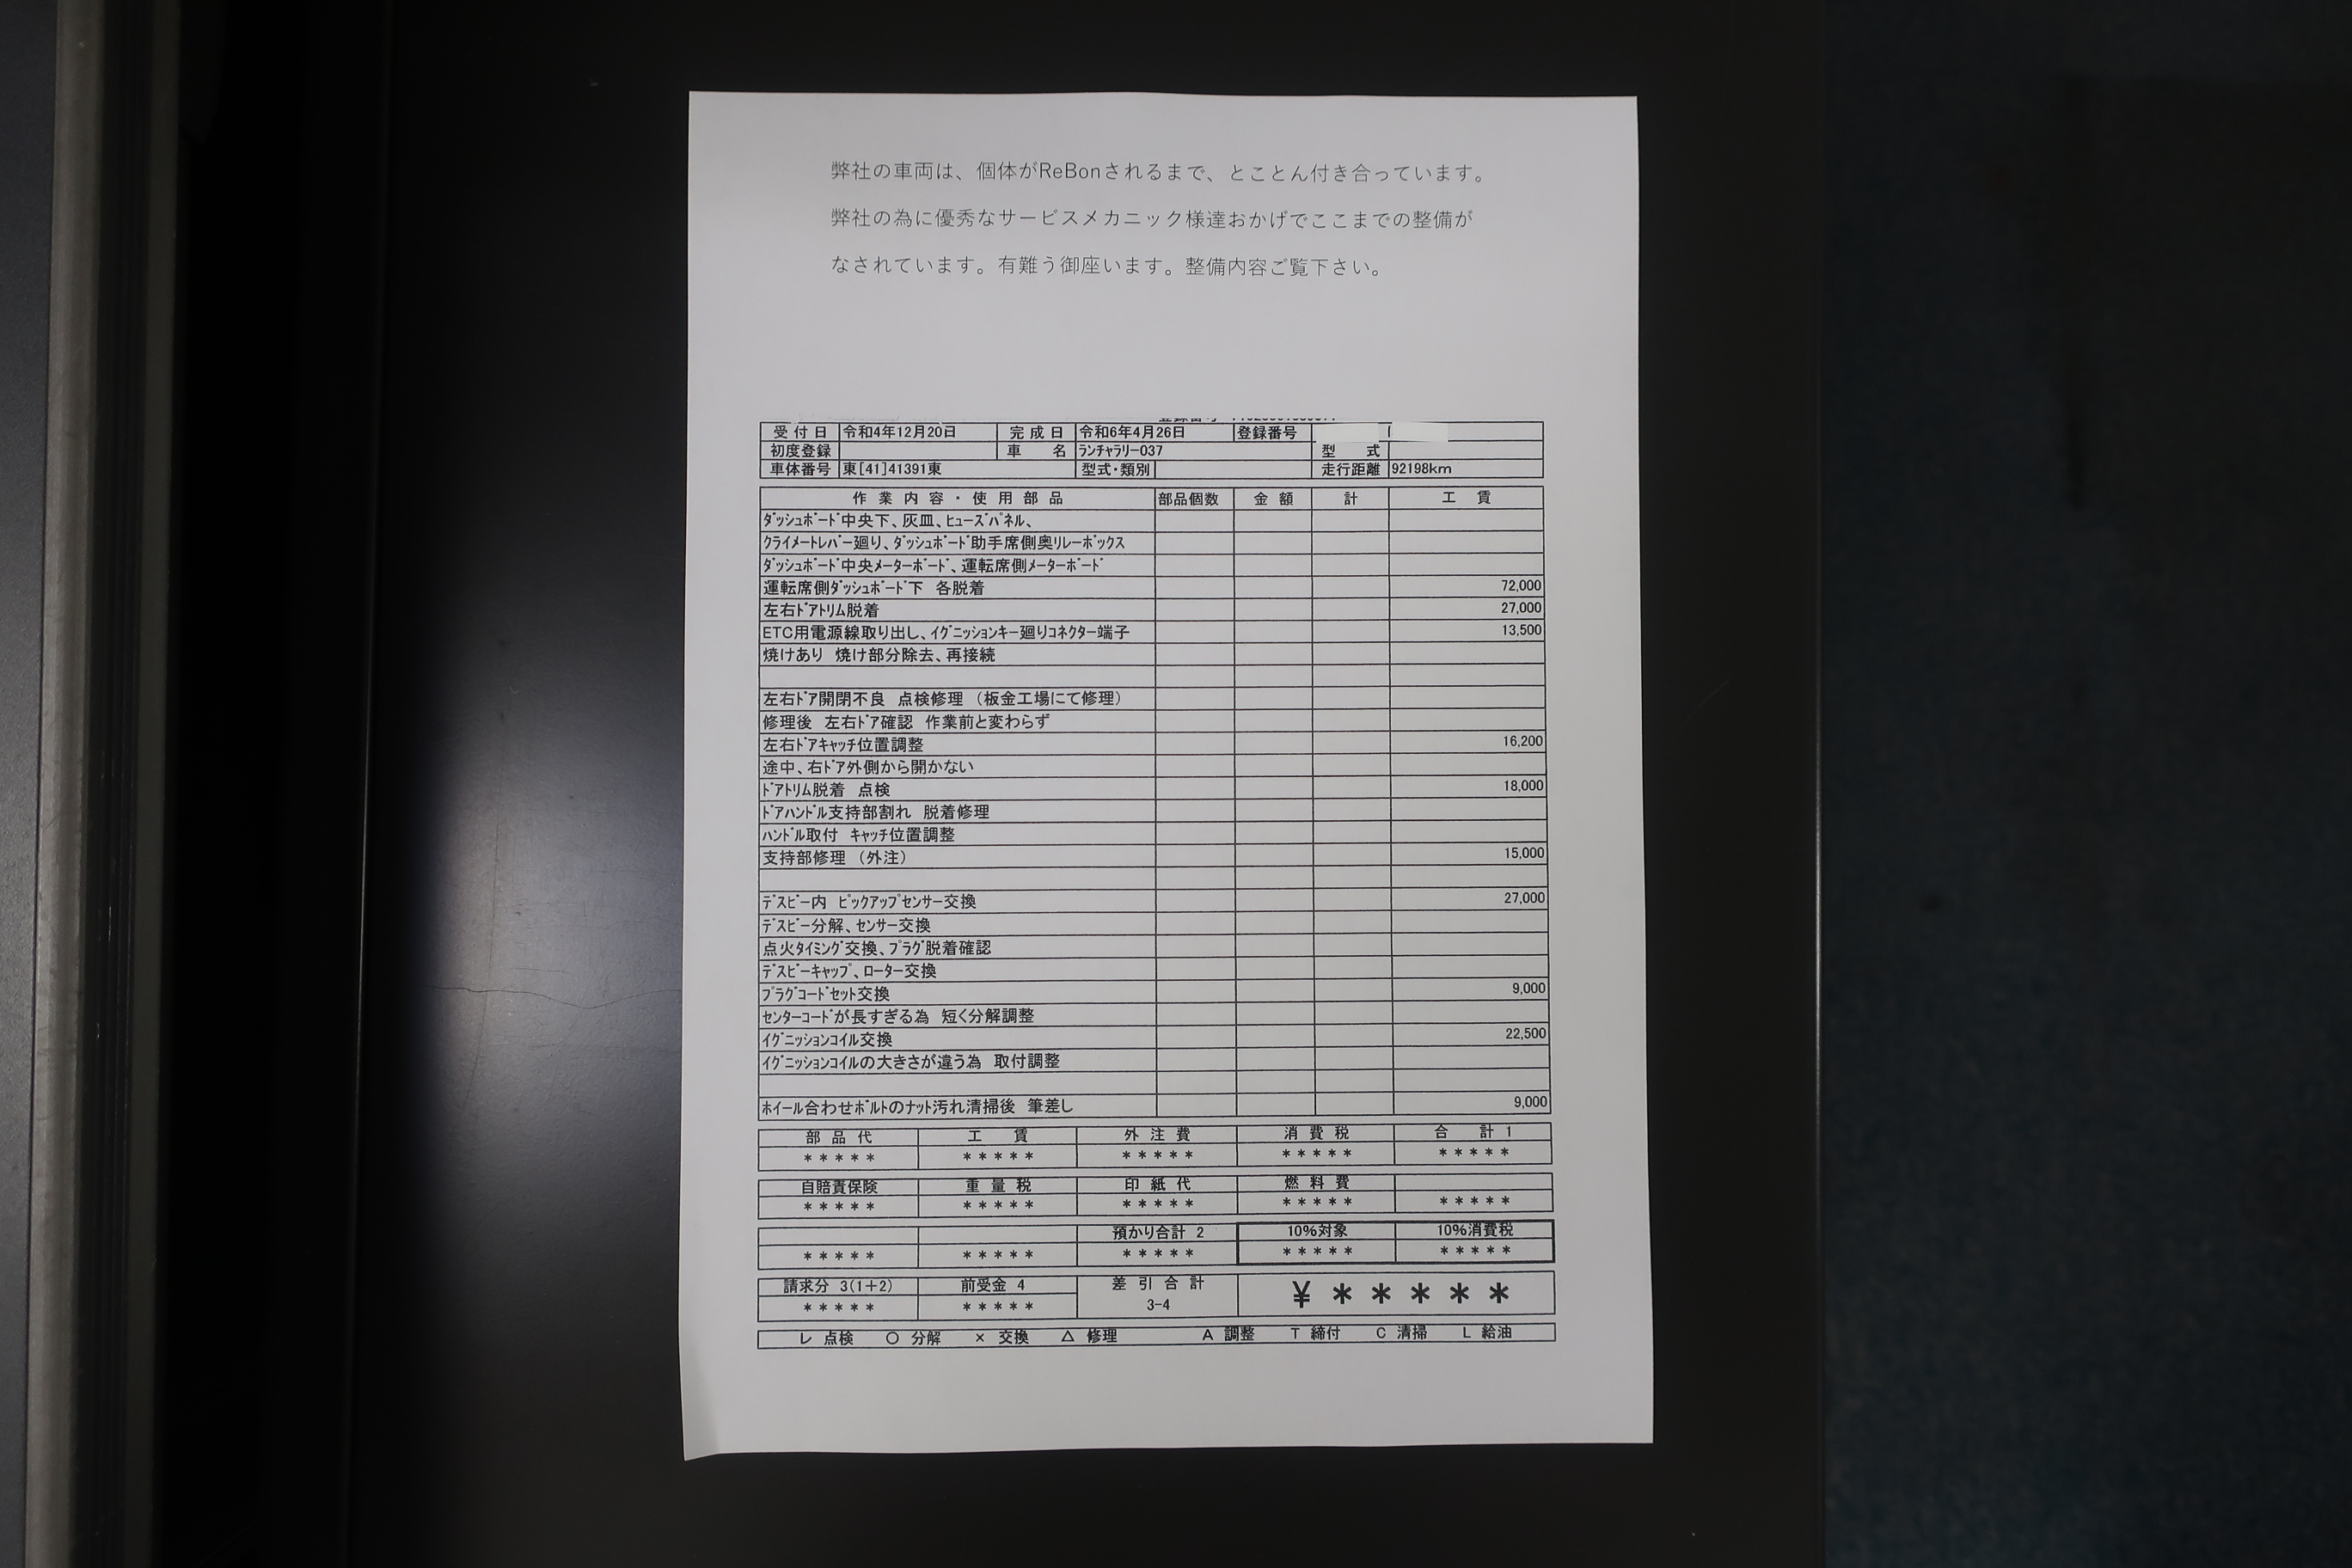 弊社の車両は、個体がReBonされるまで、とことん付き合っています。
弊社の為に優秀なサービスメカニック様達おかげでここまでの整備が
なされています。有難う御座います。整備内容ご覧下さい。
受付日 令和4年12月20日 完成日 令和6年4月26日 登録番号
初度登録 車名 ﾗﾝﾁｬﾗﾘｰ037 型式
車体番号 東[41]41391東 型式・類別 走行距離 92198km
作業内容・使用部品 部品個数 金額 計 工賃
ﾀﾞｯｼｭﾎﾞｰﾄﾞ中央下、灰皿、ﾋｭｰｽﾞﾊﾟﾈﾙ、
ｸﾗｲﾒｰﾄﾚﾊﾞｰ廻り、ﾀﾞｯｼｭﾎﾞｰﾄﾞ助手席側奥ﾘﾚｰﾎﾞｯｸｽ
ﾀﾞｯｼｭﾎﾞｰﾄﾞ中央ﾒｰﾀｰﾎﾞｰﾄﾞ、運転席側ﾒｰﾀｰﾎﾞｰﾄﾞ
運転席側ﾀﾞｯｼｭﾎﾞｰﾄﾞ下 各脱着 72,000
左右ﾄﾞｱﾄﾘﾑ脱着 27,000
ETC用電源線取り出し、ｲｸﾞﾆｯｼｮﾝｷｰ廻りｺﾈｸﾀｰ端子 13,500
焼けあり 焼け部分除去、再接続
左右ﾄﾞｱ開閉不良 点検修理 （板金工場にて修理）
修理後 左右ﾄﾞｱ確認 作業前と変わらず
左右ﾄﾞｱｷｬｯﾁ位置調整 16,200
途中、右ﾄﾞｱ外側から開かない
ﾄﾞｱﾄﾘﾑ脱着 点検 18,000
ﾄﾞｱﾊﾝﾄﾞﾙ支持部割れ 脱着修理
ﾊﾝﾄﾞﾙ取付 ｷｬｯﾁ位置調整
支持部修理 （外注） 15,000
ﾃﾞｽﾋﾞｰ内 ﾋﾟｯｸｱｯﾌﾟｾﾝｻｰ交換 27,000
ﾃﾞｽﾋﾞｰ分解、ｾﾝｻｰ交換
点火ﾀｲﾐﾝｸﾞ交換、ﾌﾟﾗｸﾞ脱着確認
ﾃﾞｽﾋﾞｰｷｬｯﾌﾟ、ﾛｰﾀｰ交換
ﾌﾟﾗｸﾞｺｰﾄﾞｾｯﾄ交換 9,000
ｾﾝﾀｰｺｰﾄﾞが長すぎる為 短く分解調整
ｲｸﾞﾆｯｼｮﾝｺｲﾙ交換 22,500
ｲｸﾞﾆｯｼｮﾝｺｲﾙの大きさが違う為 取付調整
ﾎｲｰﾙ合わせﾎﾞﾙﾄのﾅｯﾄ汚れ清掃後 筆差し 9,000
部品代 工賃 外注費 消費税 合計1
＊＊＊＊＊ ＊＊＊＊＊ ＊＊＊＊＊ ＊＊＊＊＊ ＊＊＊＊＊
自賠責保険 重量税 印紙代 燃料費
＊＊＊＊＊ ＊＊＊＊＊ ＊＊＊＊＊ ＊＊＊＊＊ ＊＊＊＊＊
預かり合計 2 10%対象 10%消費税
＊＊＊＊＊ ＊＊＊＊＊ ＊＊＊＊＊ ＊＊＊＊＊ ＊＊＊＊＊
請求分 3(1+2) 前受金 4 差引合計 ￥＊＊＊＊＊
＊＊＊＊＊ ＊＊＊＊＊ 3-4
レ 点検 ○ 分解 × 交換 △ 修理 A 調整 T 締付 C 清掃 L 給油